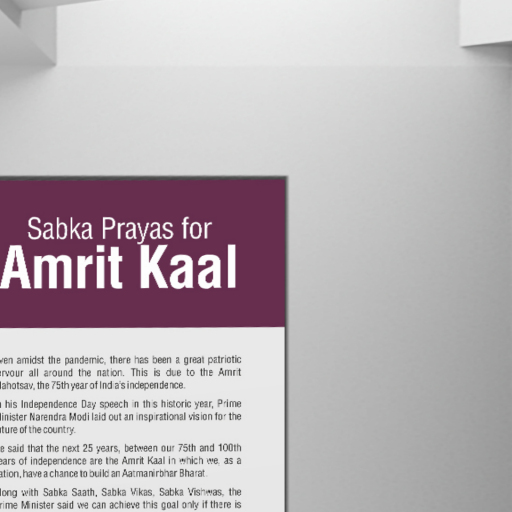 Sabka Prayas for
Amrit Kaal
amidst the pandemic, there has been a great patriotic
all around the nation. This is due to the Amrit
the 75th year of India's independence.
his Independence Day speech in this historic year, Prime
Narendra Modi laid out an inspirational vision for the
of the country.
said that the next 25 years, between our 75th and 100th
of independence are the Amrit Kaal in which we, as a
have a chance to build an Aatmanirbhar Bharat.
with Sabka Saath, Sabka Vikas, Sabka Vishwas, the
Minister said we can achieve this goal only if there is